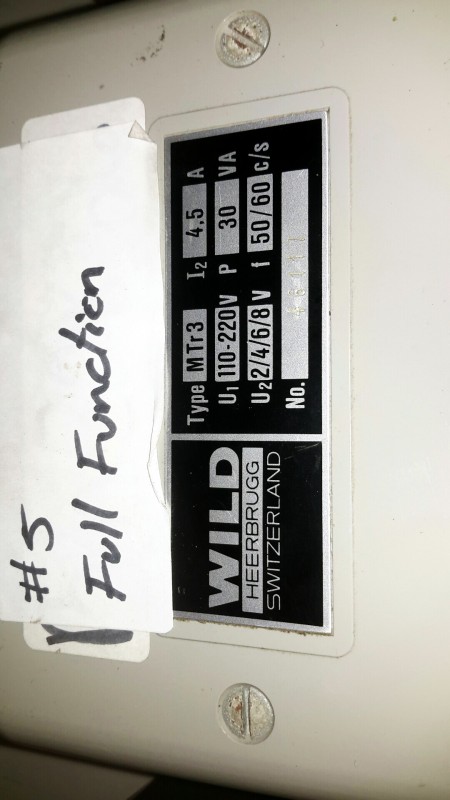 #5
Full Function
WILD
HEERBRUGG
SWITZERLAND
Type MTr3 I2 4,5 A
U1 110-220V P 30 VA
U2 2/4/6/8V f 50/60 c/s
No.